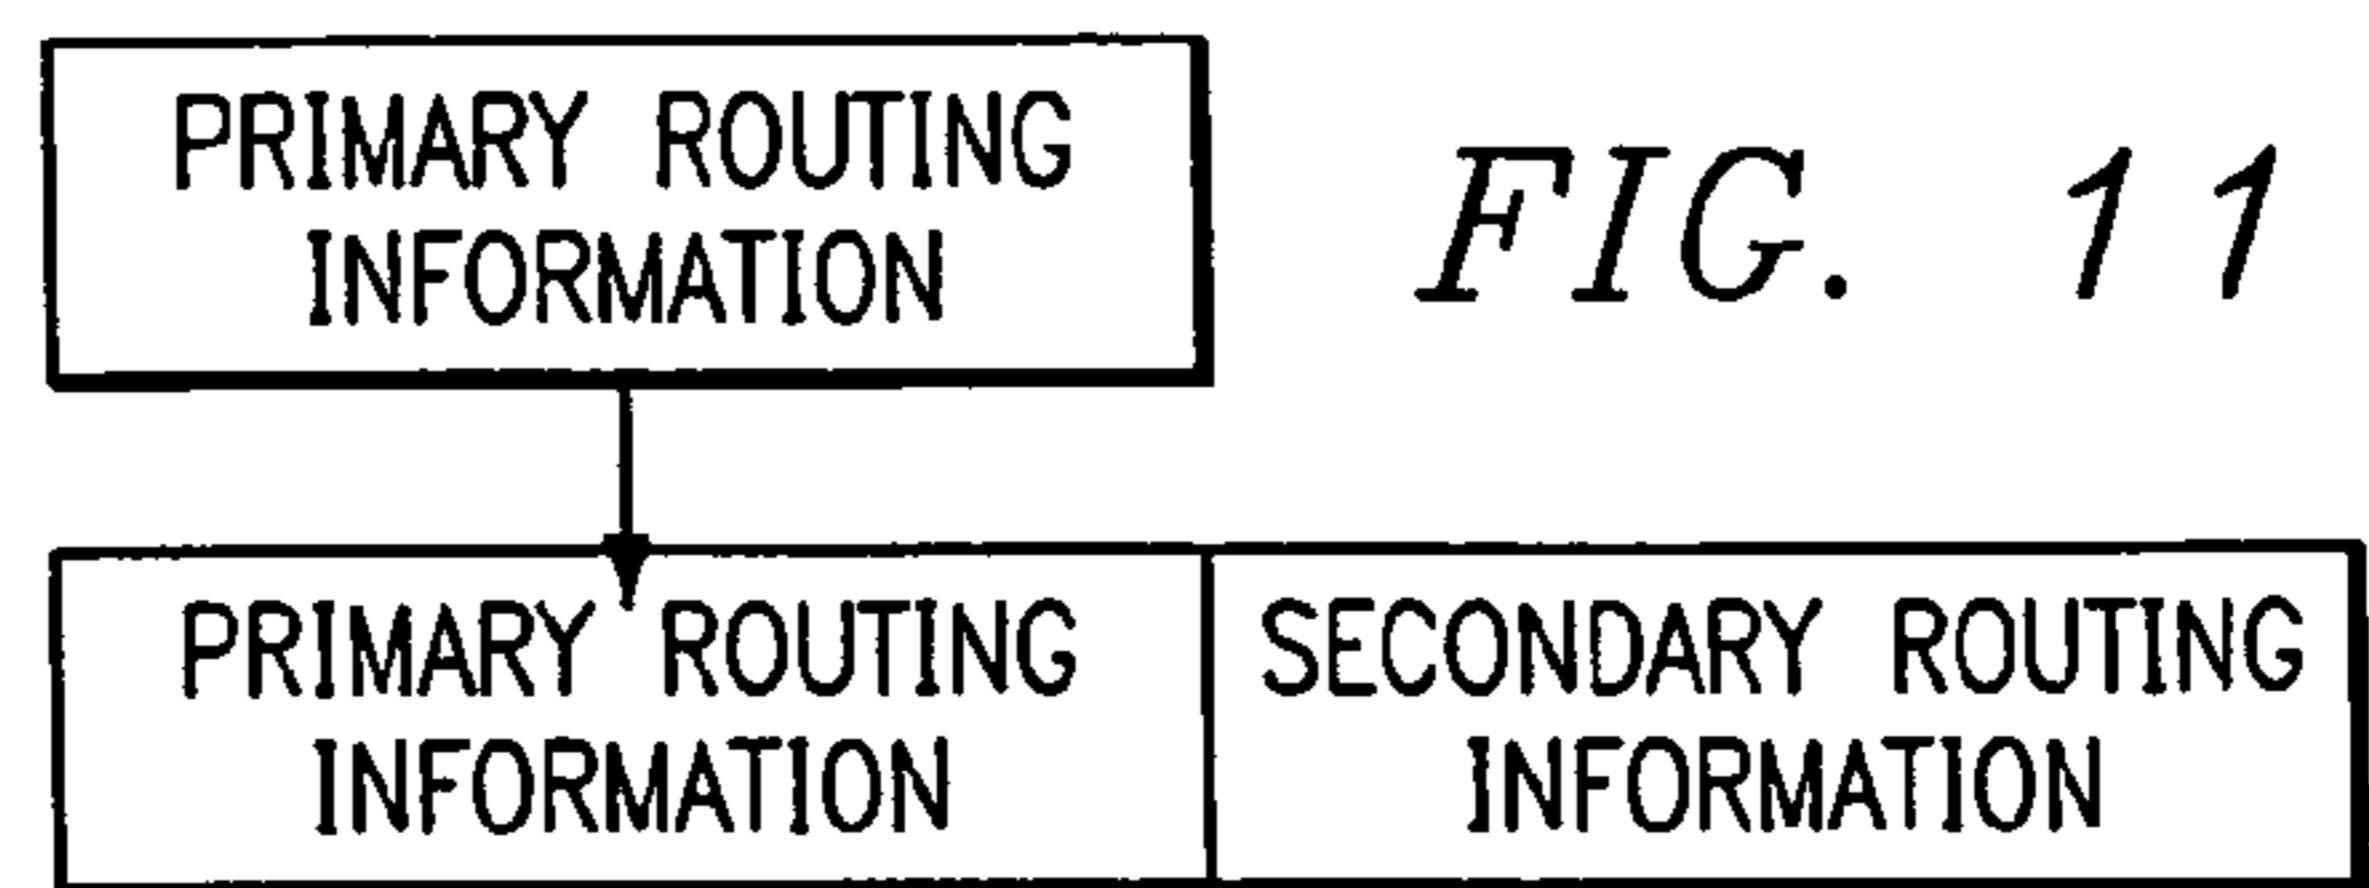 PRIMARY ROUTING
INFORMATION
FIG. 11
PRIMARY ROUTING
INFORMATION
SECONDARY ROUTING
INFORMATION